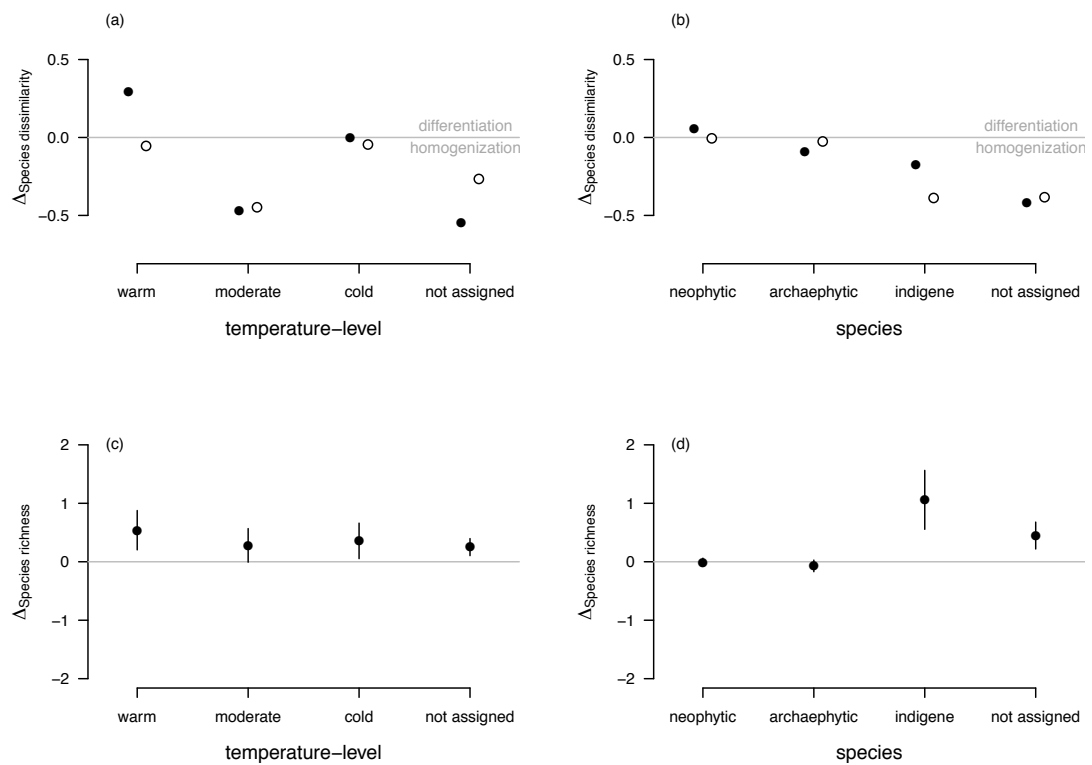 (a)
0.5
0.0
−0.5
ΔSpecies dissimilarity
differentiation
homogenization
warm moderate cold not assigned
temperature−level
(b)
0.5
0.0
−0.5
ΔSpecies dissimilarity
differentiation
homogenization
neophytic archaephytic indigene not assigned
species
(c)
2
1
0
−1
−2
ΔSpecies richness
warm moderate cold not assigned
temperature−level
(d)
2
1
0
−1
−2
ΔSpecies richness
neophytic archaephytic indigene not assigned
species